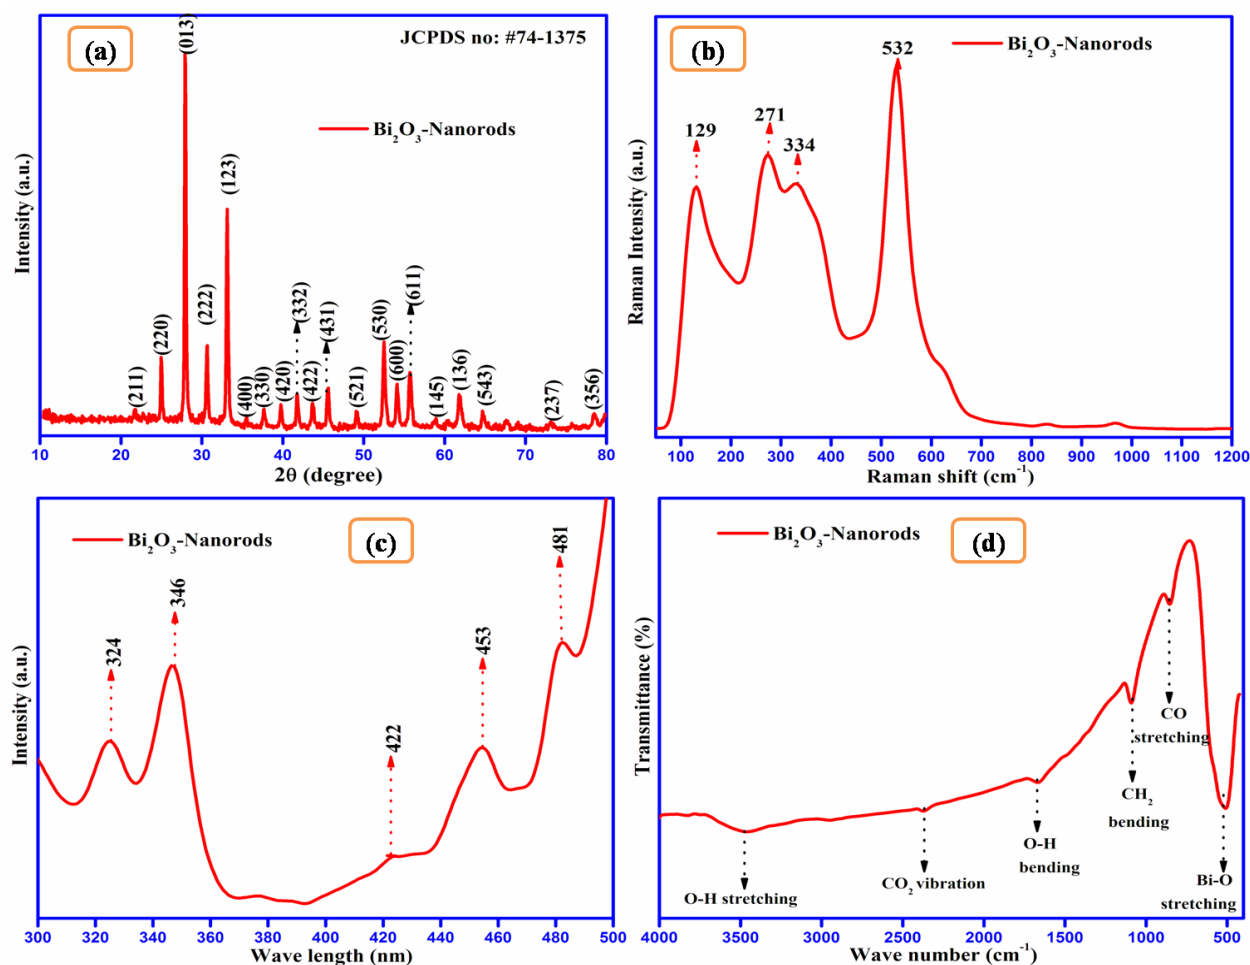 (a)
JCPDS no: #74-1375
Bi₂O₃-Nanorods
(211)
(220)
(013)
(222)
(123)
(400)
(330)
(420)
(332)
(422)
(431)
(521)
(530)
(600)
(611)
(145)
(136)
(543)
(237)
(356)
Intensity (a.u.)
10 20 30 40 50 60 70 80
2θ (degree)
(b)
Bi₂O₃-Nanorods
129
271
334
532
Raman Intensity (a.u.)
100 200 300 400 500 600 700 800 900 1000 1100 1200
Raman shift (cm⁻¹)
Bi₂O₃-Nanorods
(c)
324
346
422
453
481
Intensity (a.u.)
300 320 340 360 380 400 420 440 460 480 500
Wave length (nm)
Bi₂O₃-Nanorods
(d)
Transmittance (%)
O-H stretching
CO₂ vibration
O-H
bending
CH₂
bending
CO
stretching
Bi-O
stretching
4000 3500 3000 2500 2000 1500 1000 500
Wave number (cm⁻¹)